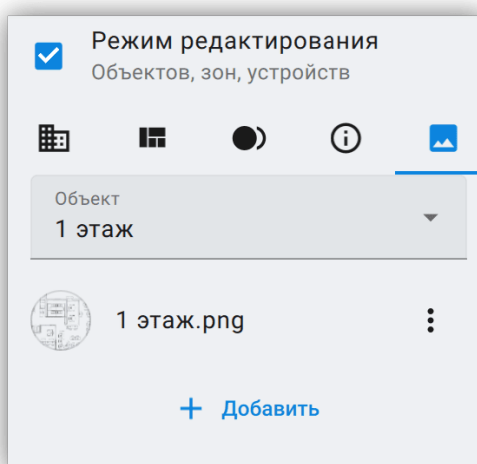 Режим редактирования
Объектов, зон, устройств
Объект
1 этаж
1 этаж.png
Добавить